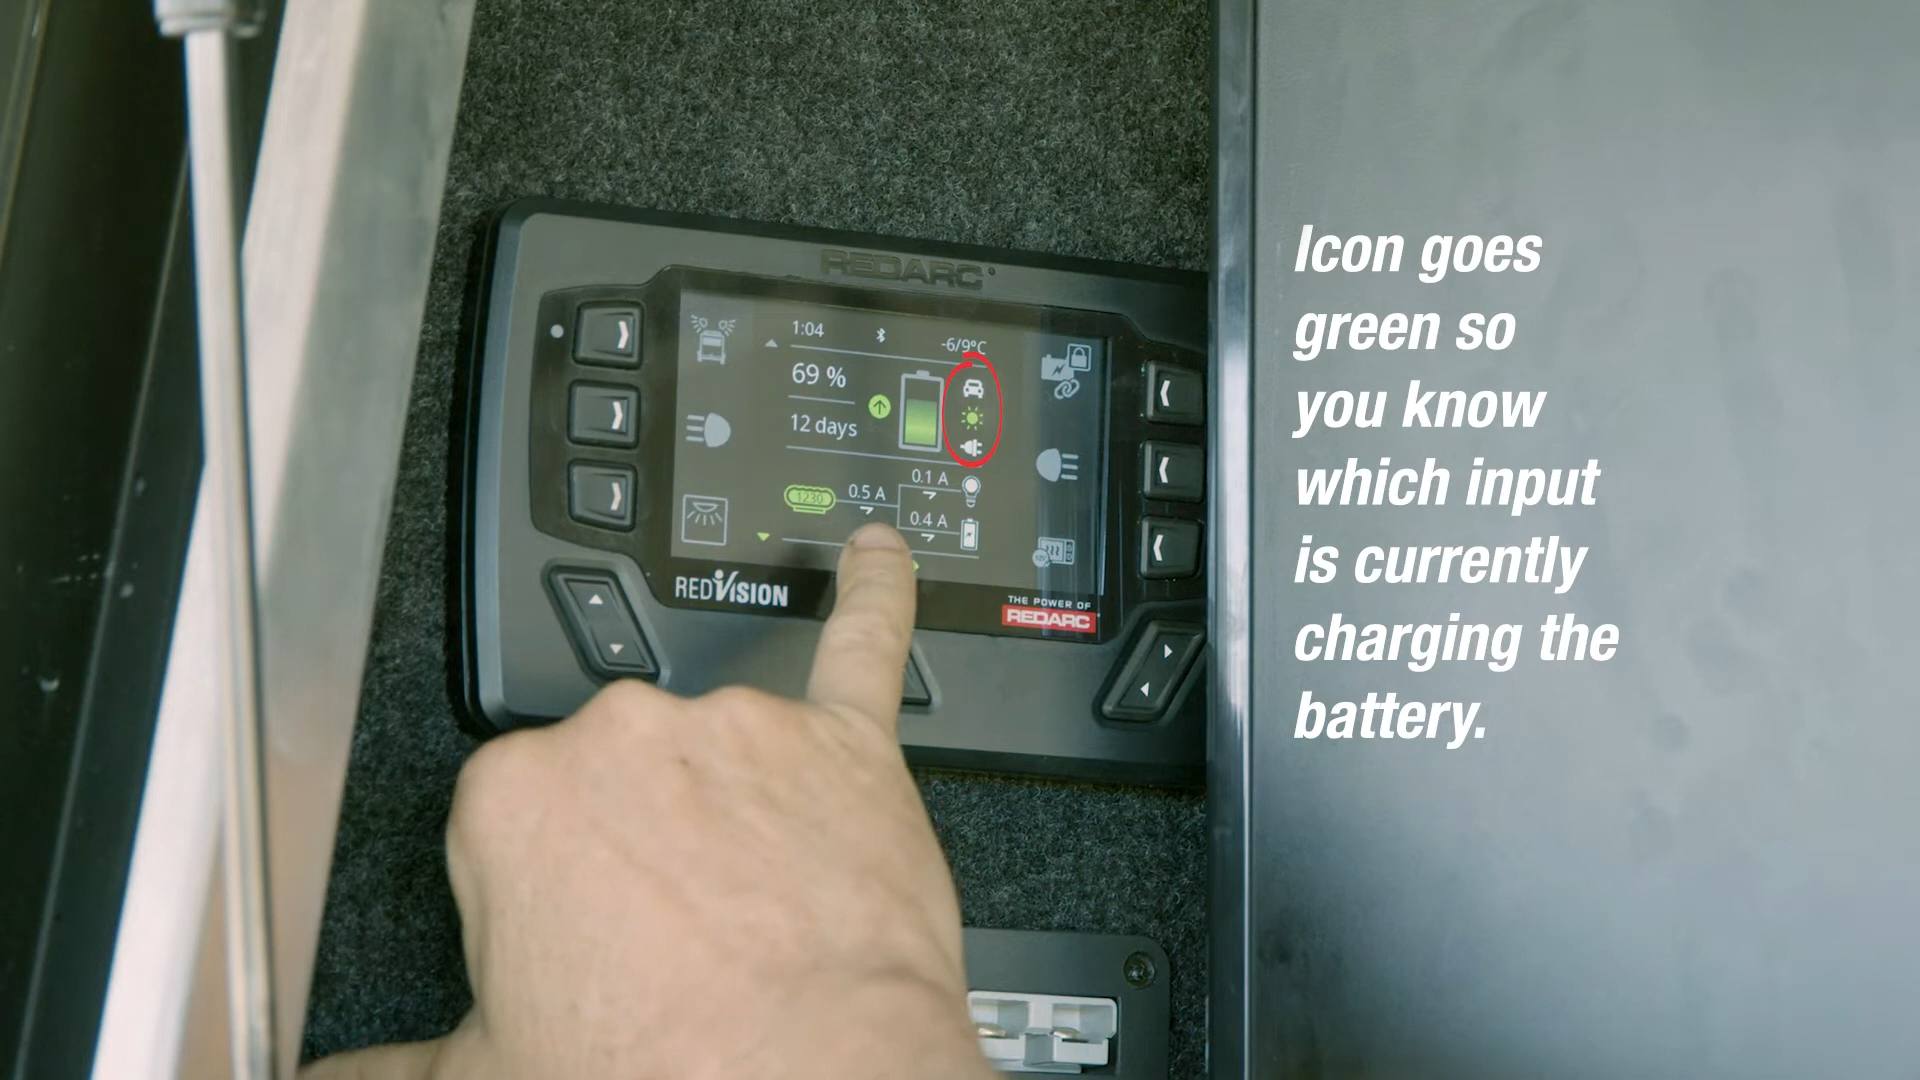 REDARC
1:04
-6/9°C
69 %
12 days
1230
0.5 A
0.1 A
0.4 A
REDVISION
THE POWER OF
REDARC
Icon goes
green so
you know
which input
is currently
charging the
battery.